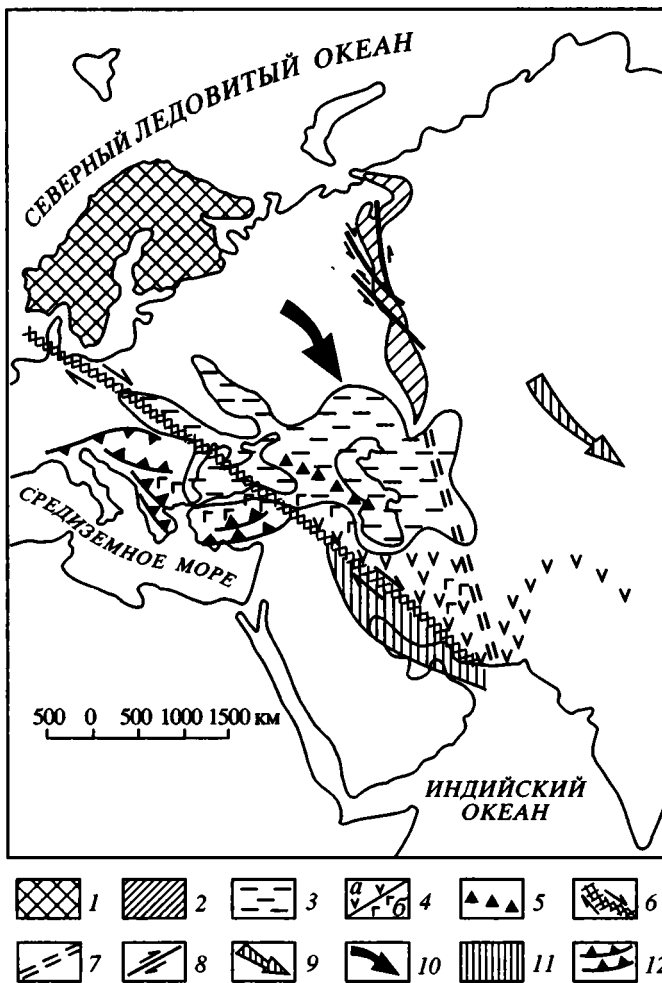 СЕВЕРНЫЙ ЛЕДОВИТЫЙ ОКЕАН
СРЕДИЗЕМНОЕ МОРЕ
500 0 500 1000 1500 км
ИНДИЙСКИЙ
ОКЕАН
1 2 3 а б 4 5 6
7 8 9 10 11 12